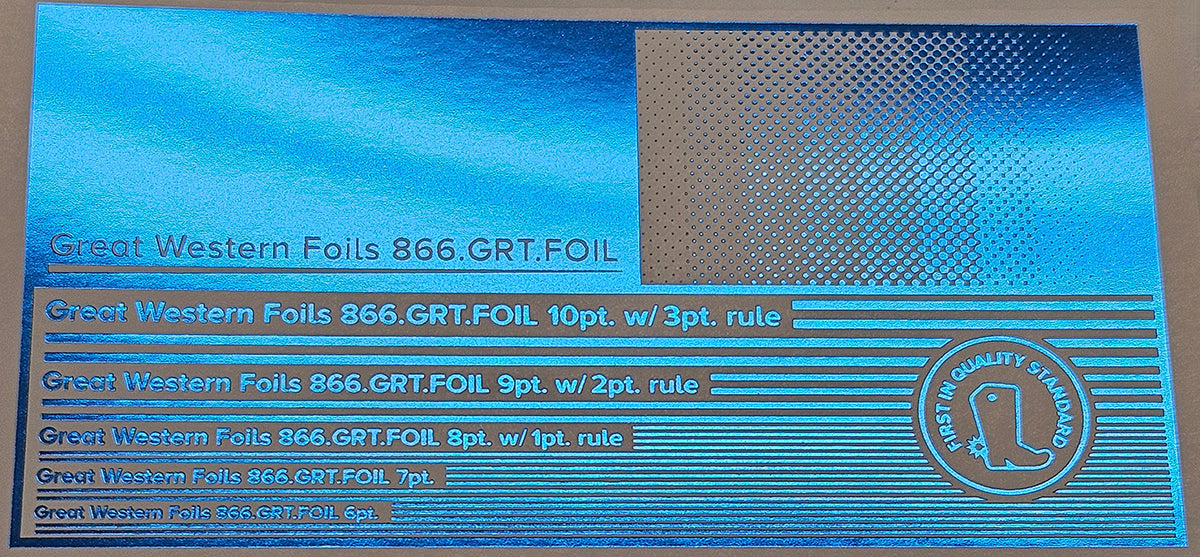 Great Western Foils 866.GRT.FOIL
Great Western Foils 866.GRT.FOIL 10pt. w/ 3pt. rule
Great Western Foils 866.GRT.FOIL 9pt. w/ 2pt. rule
FIRST IN QUALITY STANDARD
Great Western Foils 866.GRT.FOIL 8pt. w/ 1pt. rule
Great Western Foils 866.GRT.FOIL 7pt.
Great Western Foils 866.GRT.FOIL 6pt.